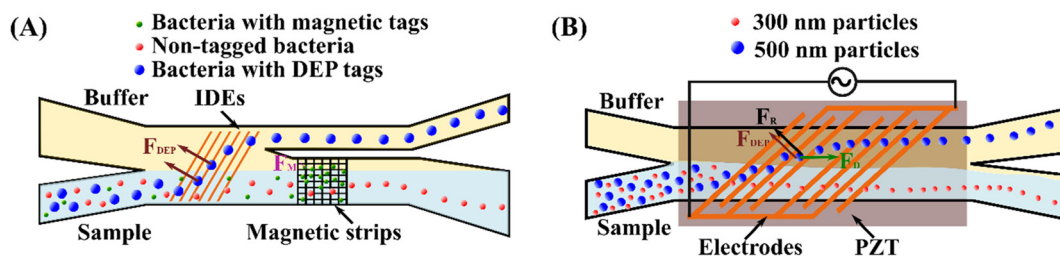 (A)
Bacteria with magnetic tags
Non-tagged bacteria
Bacteria with DEP tags
Buffer
IDEs
FDEP
FM
Sample
Magnetic strips
(B)
300 nm particles
500 nm particles
Buffer
FR
FDEP
FD
Sample
Electrodes
PZT